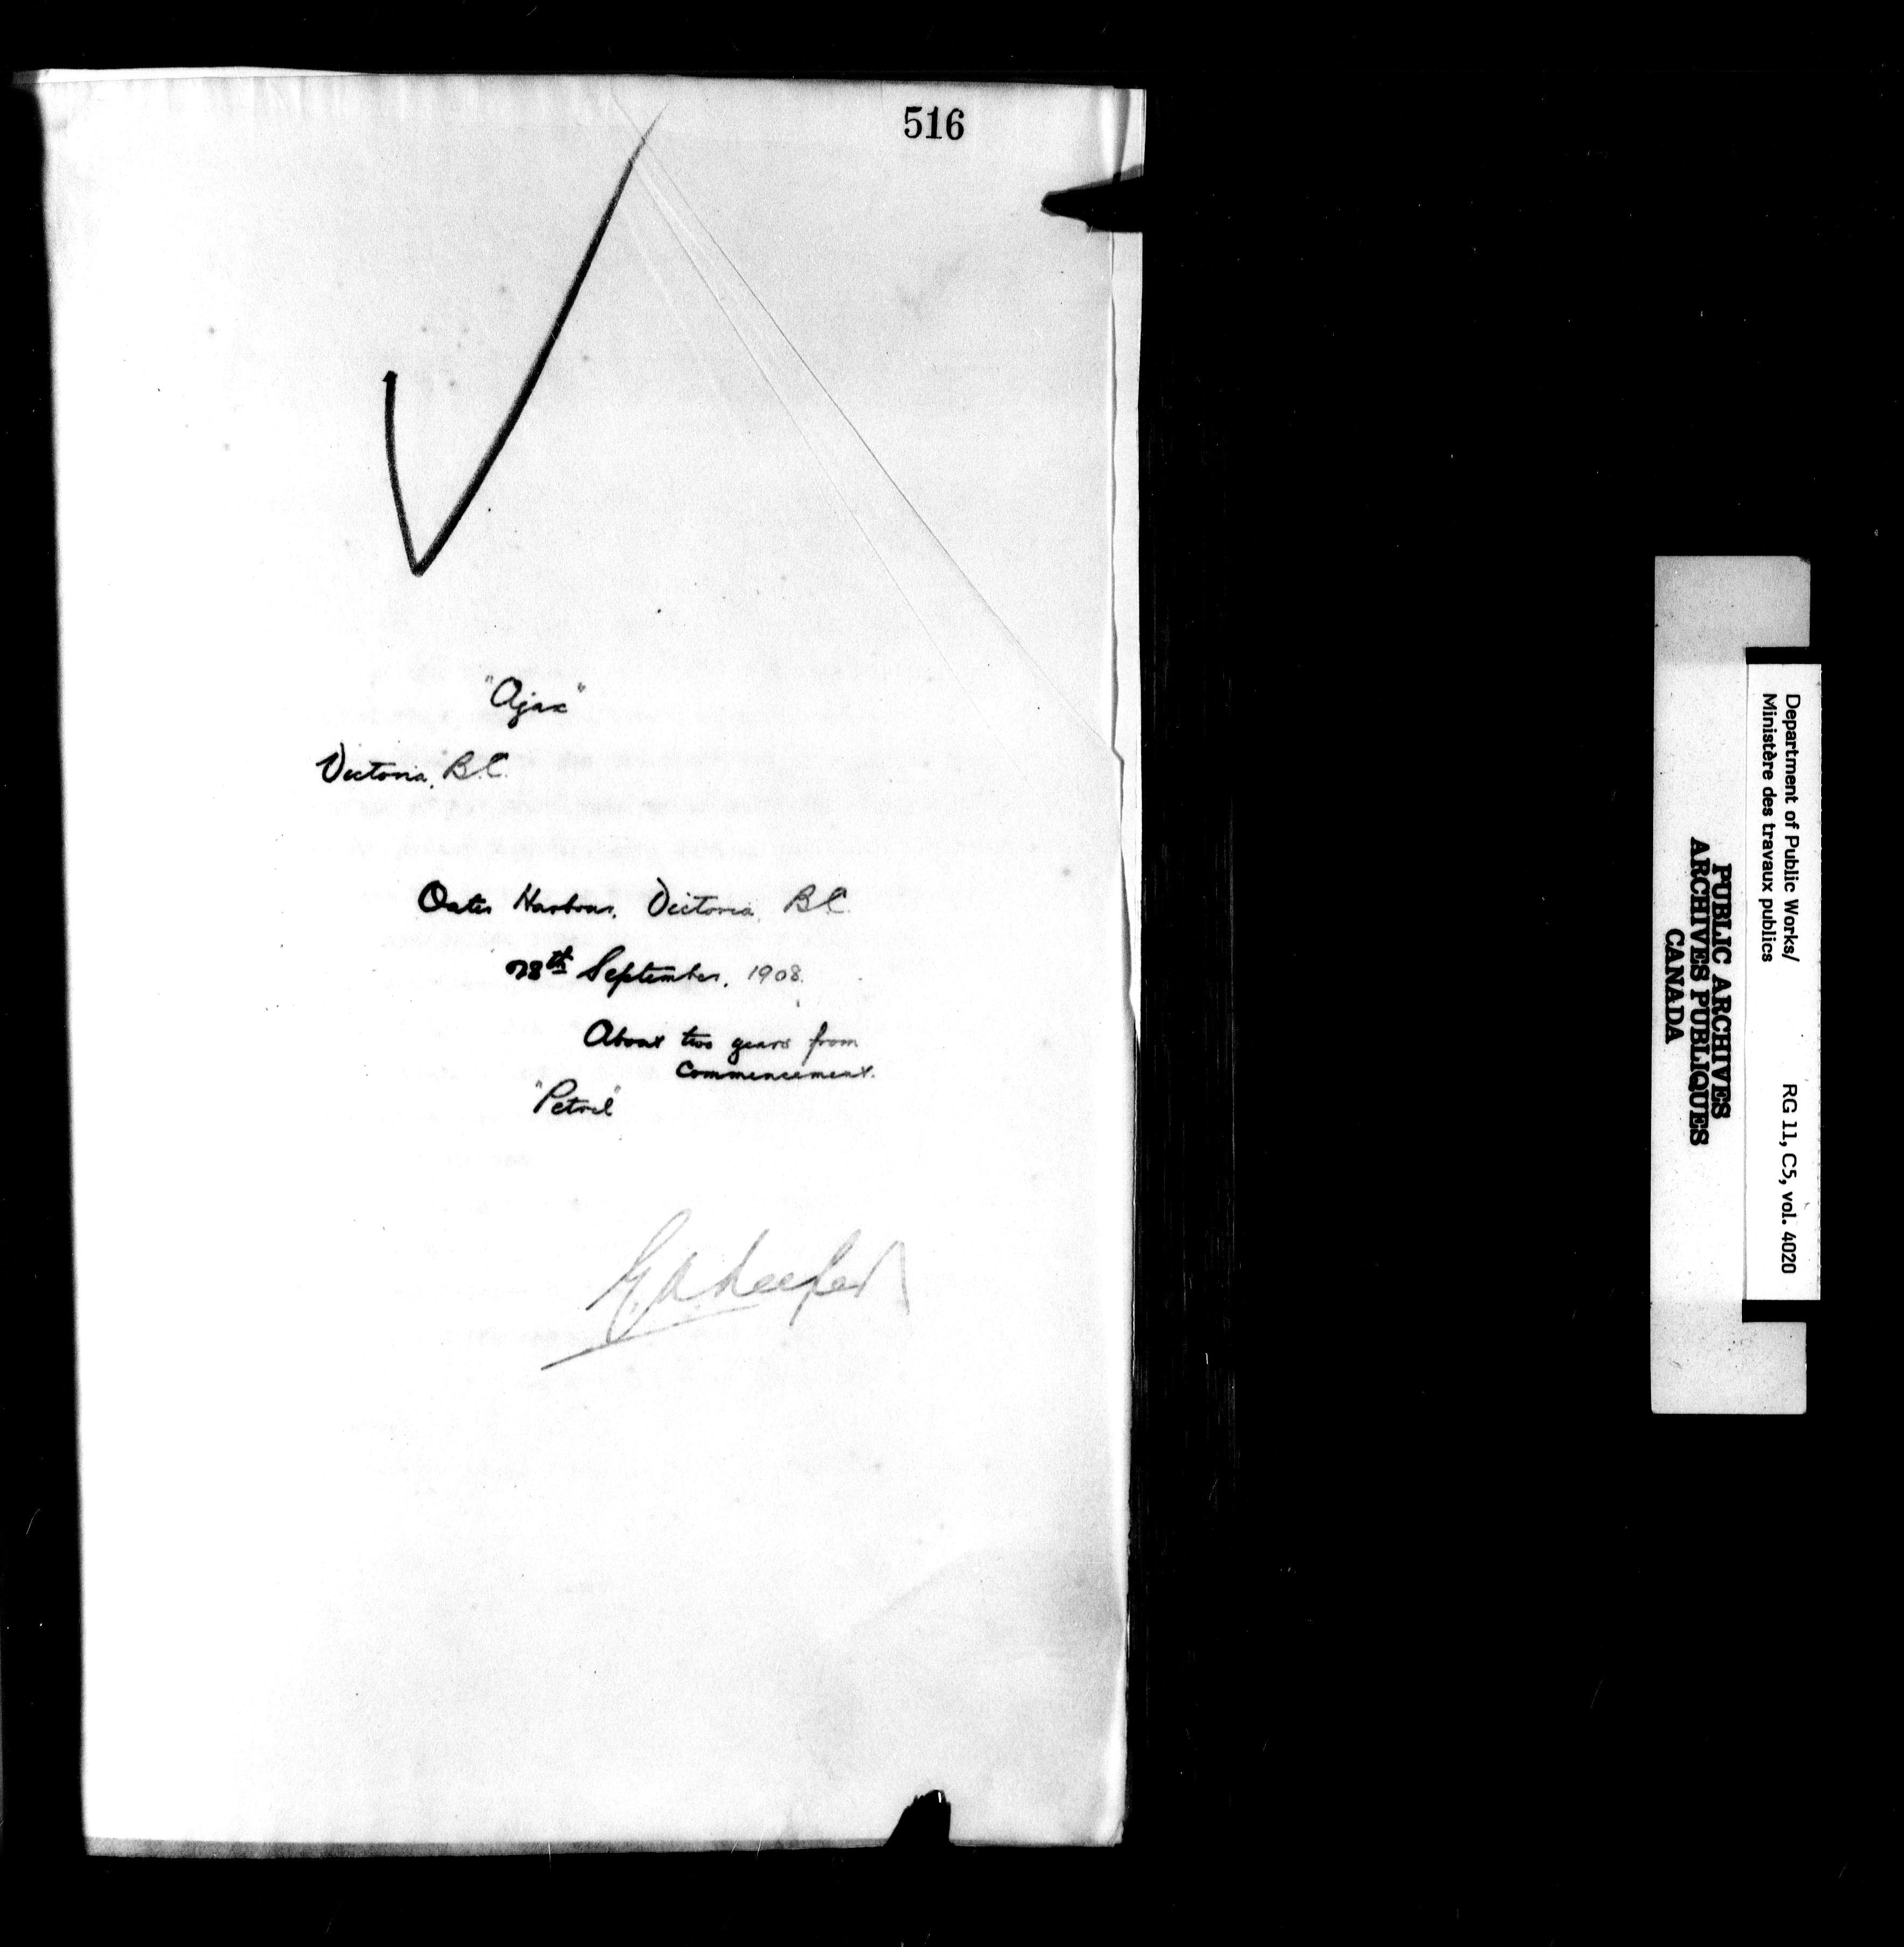 516
"Ajax"
Victoria, B.C.
Outer Harbour, Victoria, B.C.
28th September, 1908.
About two years from
Commencement.
"Petrel"
Department of Public Works/
Ministère des travaux publics
RG 11, C5, vol. 4020
PUBLIC ARCHIVES
ARCHIVES PUBLIQUES
CANADA